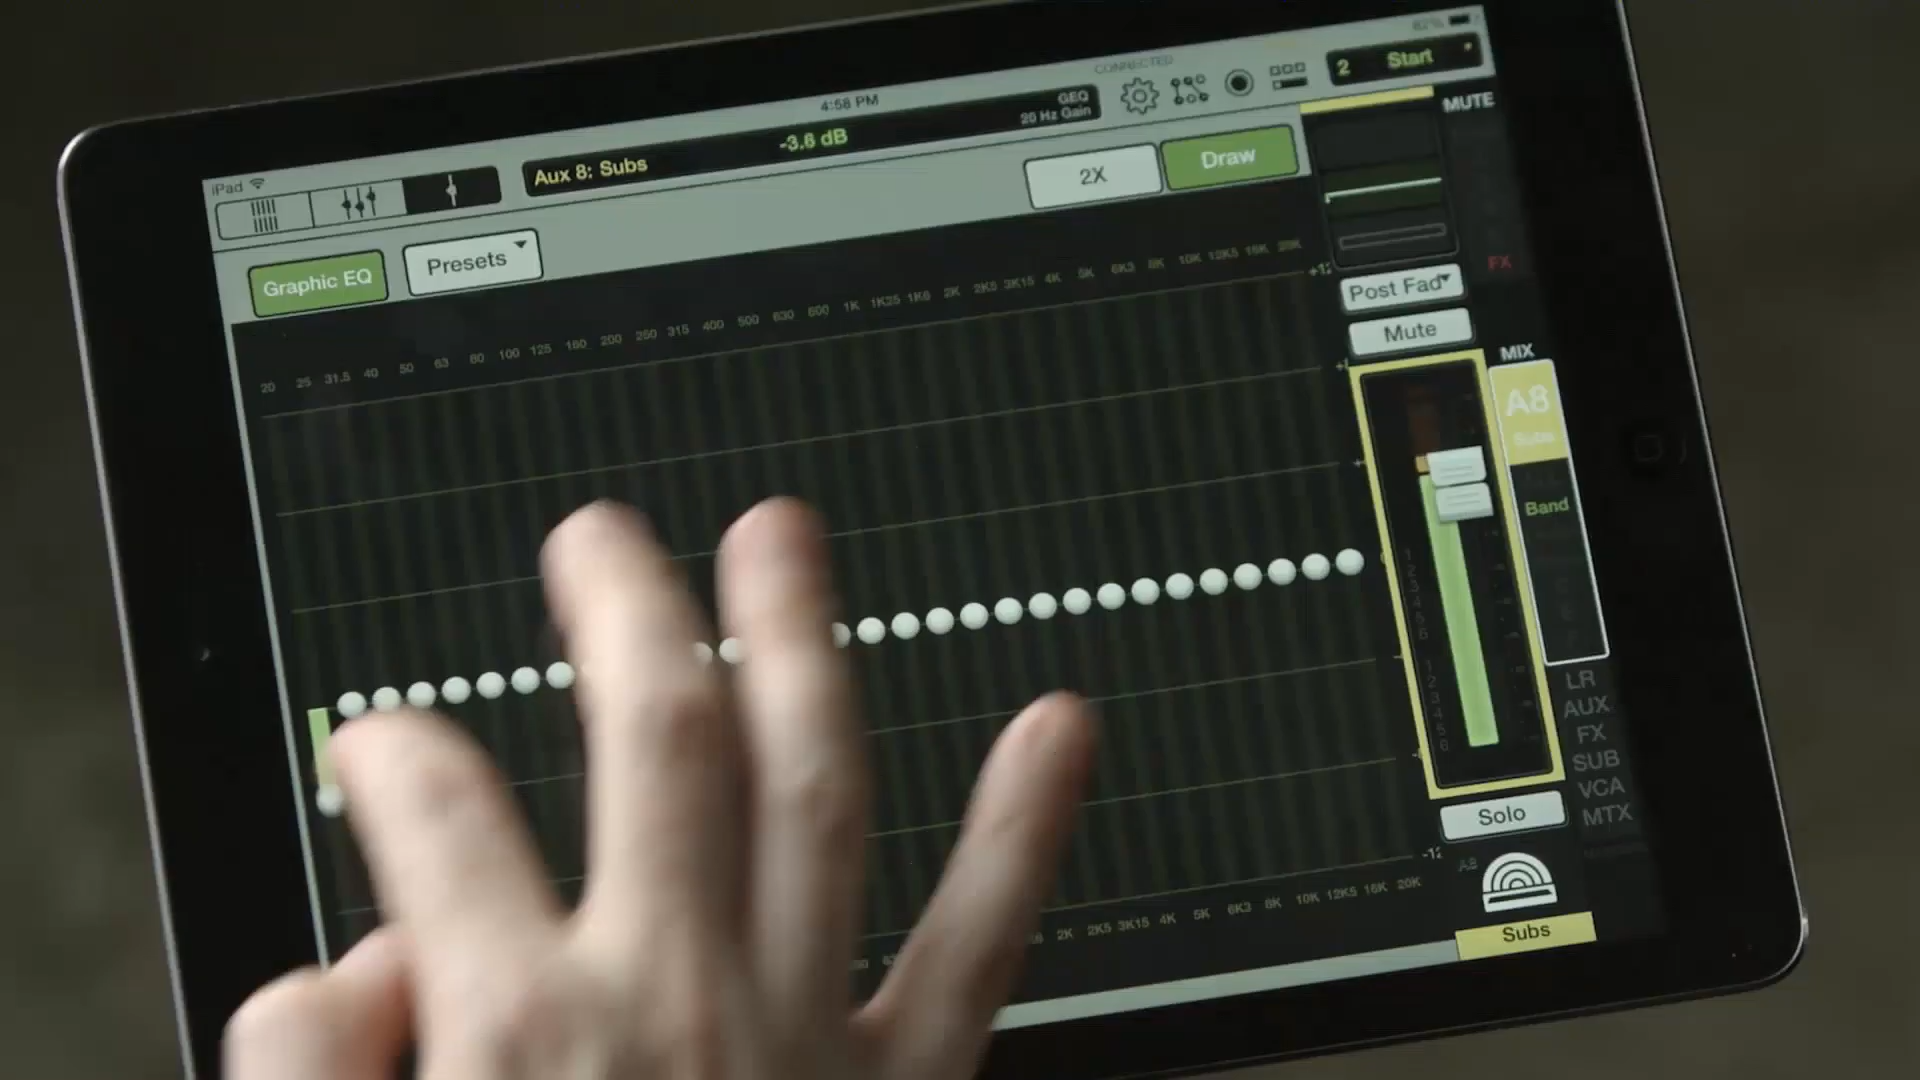 82%
CONNECTED
2 Start
4:58 PM
GEQ
20 Hz Gain
-3.6 dB
Aux 8: Subs
iPad
MUTE
2X
Draw
Graphic EQ
Presets
20 25 31.5 40 50 63 80 100 125 160 200 250 315 400 500 630 800 1K 1K25 1K6 2K 2K5 3K15 4K 5K 6K3 8K 10K 12K5 16K 20K
FX
Post Fad
Mute
MIX
A8
Subs
Band
LR
AUX
FX
SUB
VCA
MTX
Solo
-12
A8
2K 2K5 3K15 4K 5K 6K3 8K 10K 12K5 16K 20K
Subs